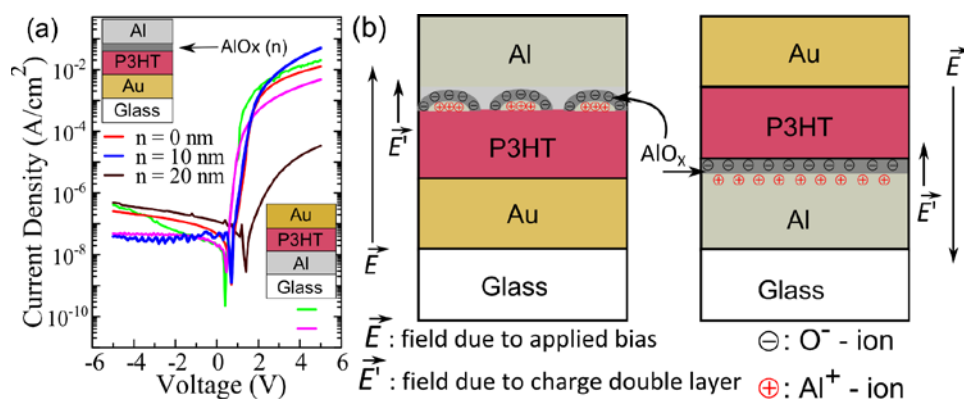 (a)
Al
P3HT
Au
Glass
AlOx (n)
n = 0 nm
n = 10 nm
n = 20 nm
Au
P3HT
Al
Glass
Current Density (A/cm²)
10⁻²
10⁻⁴
10⁻⁶
10⁻⁸
10⁻¹⁰
-6 -4 -2 0 2 4 6
Voltage (V)
(b)
Al
P3HT
Au
Glass
E⃗'
E⃗
AlOₓ
Au
P3HT
Al
Glass
E⃗
E⃗'
E⃗ : field due to applied bias
E⃗' : field due to charge double layer
⊖: O⁻ - ion
⊕: Al⁺ - ion